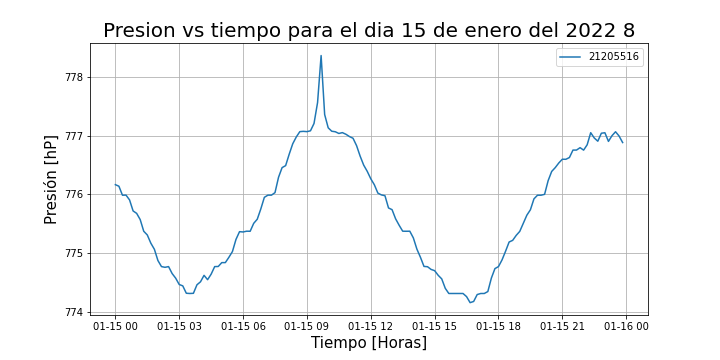 Presion vs tiempo para el dia 15 de enero del 2022 8
21205516
778
777
776
775
774
Presión [hP]
01-15 00 01-15 03 01-15 06 01-15 09 01-15 12 01-15 15 01-15 18 01-15 21 01-16 00
Tiempo [Horas]